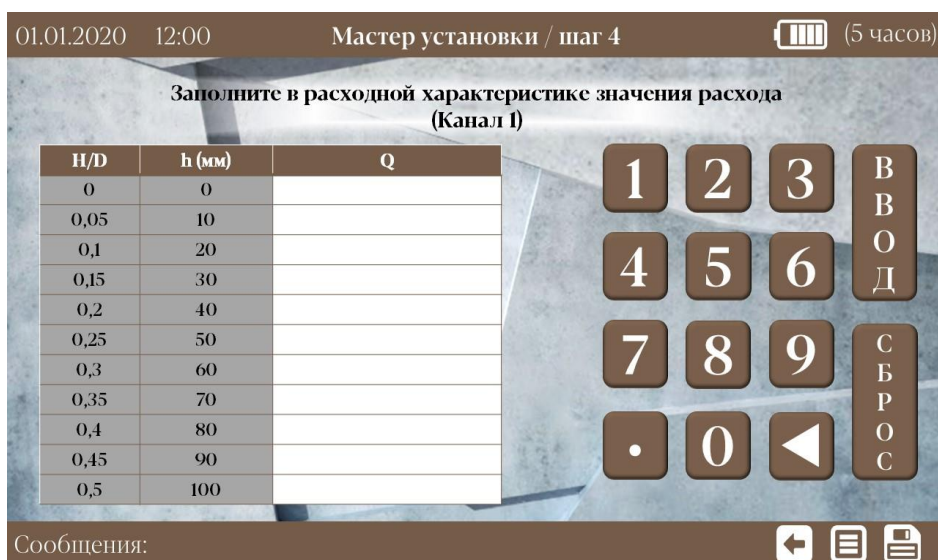 01.01.2020 12:00 Мастер установки / шаг 4 (5 часов)
Заполните в расходной характеристике значения расхода
(Канал 1)
H/D h (мм) Q
0 0
0,05 10
0,1 20
0,15 30
0,2 40
0,25 50
0,3 60
0,35 70
0,4 80
0,45 90
0,5 100
1 2 3
4 5 6
7 8 9
. 0
ВВОД
СБРОС
Сообщения: